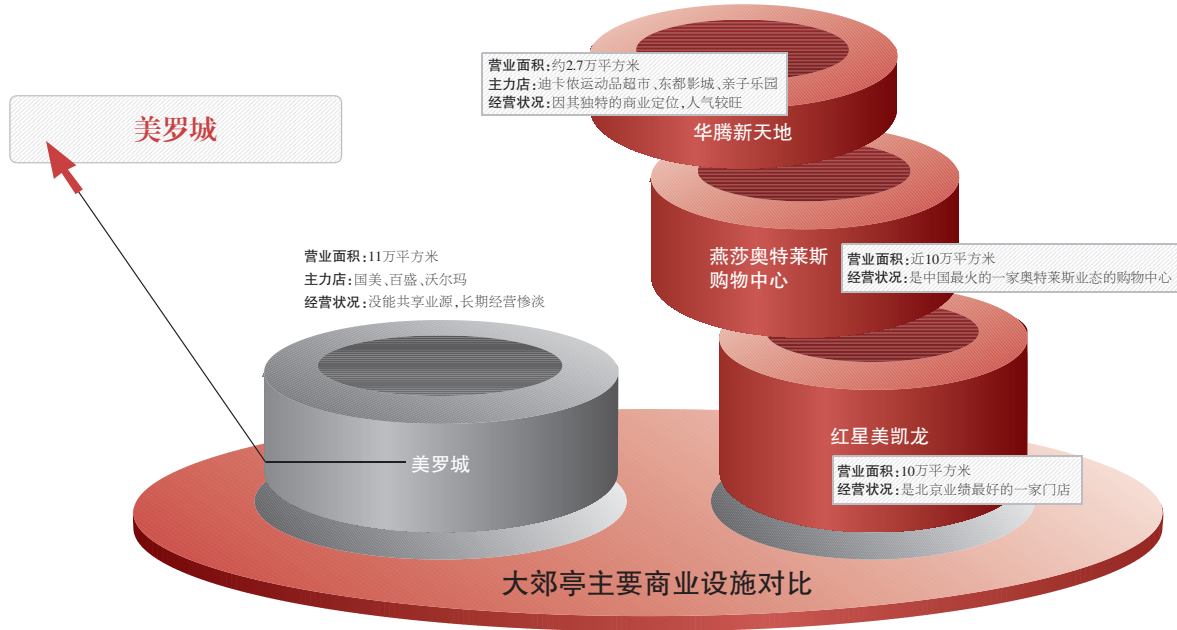 营业面积:约2.7万平方米
主力店:迪卡侬运动品超市、东都影城、亲子乐园
经营状况:因其独特的商业定位,人气较旺
华腾新天地
美罗城
燕莎奥特莱斯
购物中心
营业面积:近10万平方米
经营状况:是中国最火的一家奥特莱斯业态的购物中心
营业面积:11万平方米
主力店:国美、百盛、沃尔玛
经营状况:没能共享业源,长期经营惨淡
美罗城
红星美凯龙
营业面积:10万平方米
经营状况:是北京业绩最好的一家门店
大郊亭主要商业设施对比